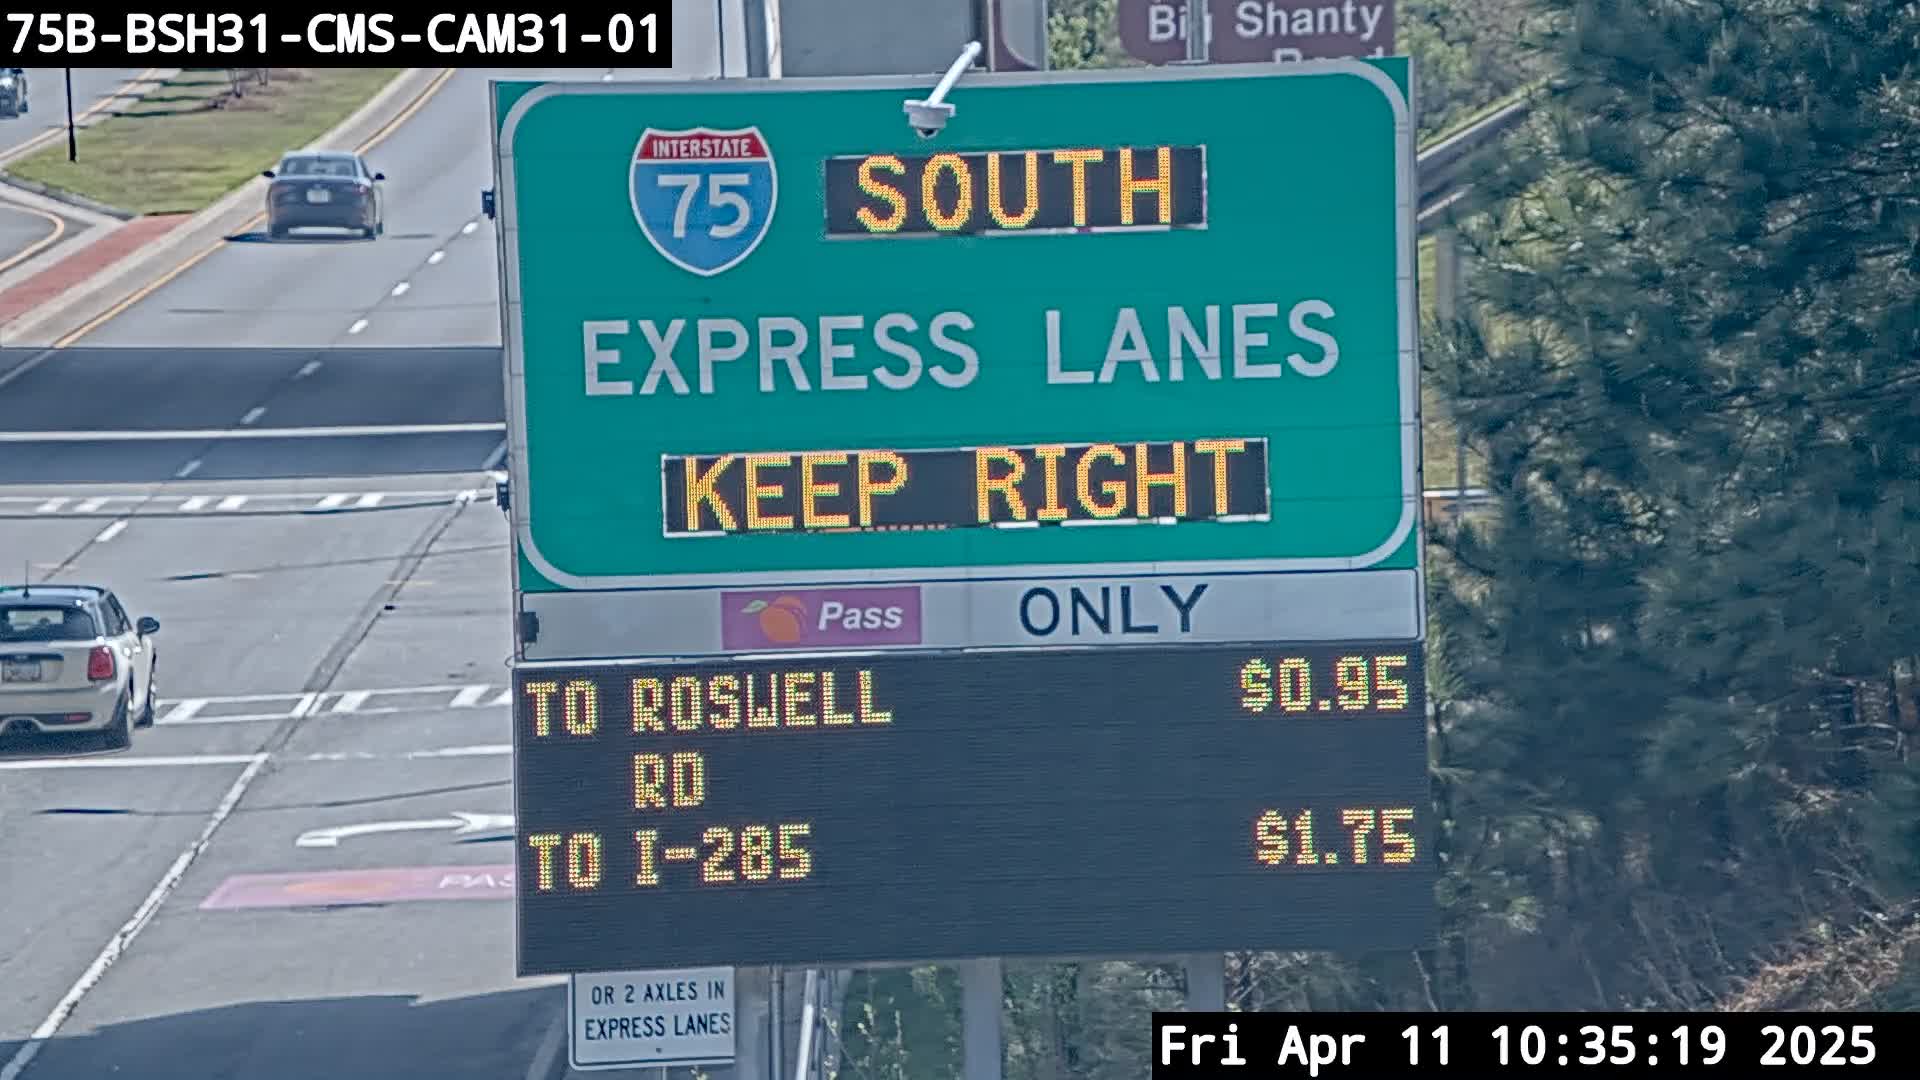 75B-BSH31-CMS-CAM31-01
Big Shanty
Road
INTERSTATE
75
SOUTH
EXPRESS LANES
KEEP RIGHT
Pass ONLY
TO ROSWELL $0.95
RD
TO I-285 $1.75
PAS
OR 2 AXLES IN
EXPRESS LANES
Fri Apr 11 10:35:19 2025